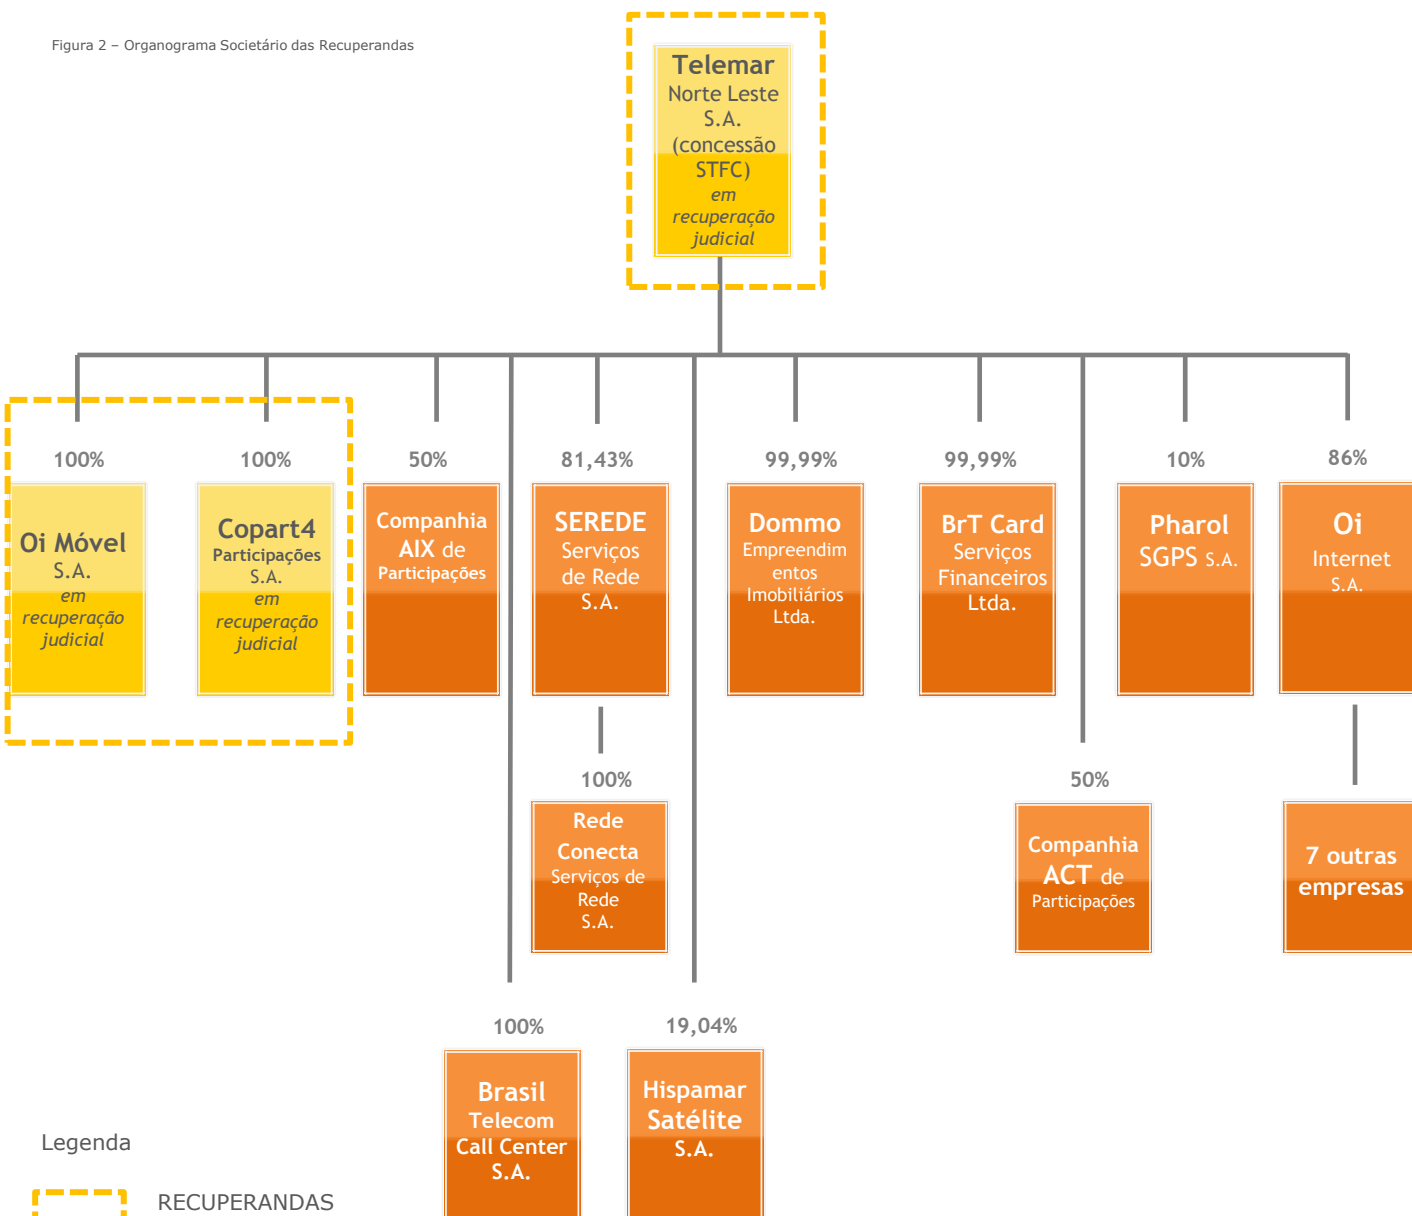 Figura 2 – Organograma Societário das Recuperandas
Telemar
Norte Leste
S.A.
(concessão
STFC)
em
recuperação
judicial
100%
100%
50%
81,43%
99,99%
99,99%
10%
86%
Oi Móvel
S.A.
em
recuperação
judicial
Copart4
Participações
S.A.
em
recuperação
judicial
Companhia
AIX de
Participações
SEREDE
Serviços
de Rede
S.A.
Dommo
Empreendim
entos
Imobiliários
Ltda.
BrT Card
Serviços
Financeiros
Ltda.
Pharol
SGPS S.A.
Oi
Internet
S.A.
100%
50%
Rede
Conecta
Serviços de
Rede
S.A.
Companhia
ACT de
Participações
7 outras
empresas
100%
19,04%
Brasil
Telecom
Call Center
S.A.
Hispamar
Satélite
S.A.
Legenda
RECUPERANDAS